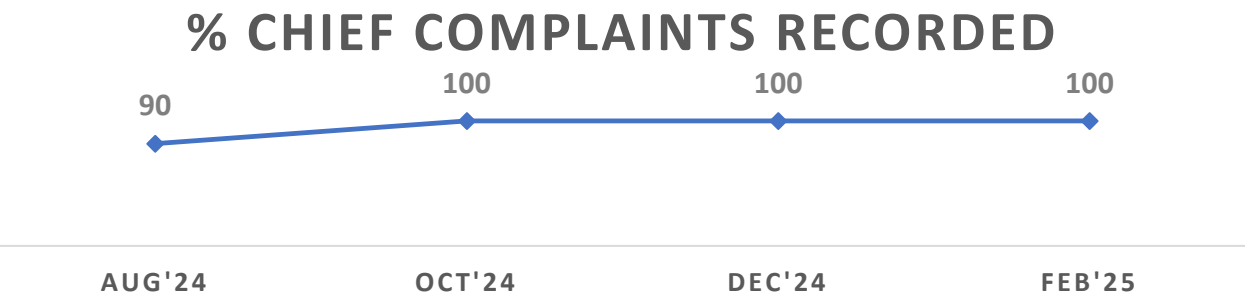 % CHIEF COMPLAINTS RECORDED
90
100
100
100
AUG'24
OCT'24
DEC'24
FEB'25